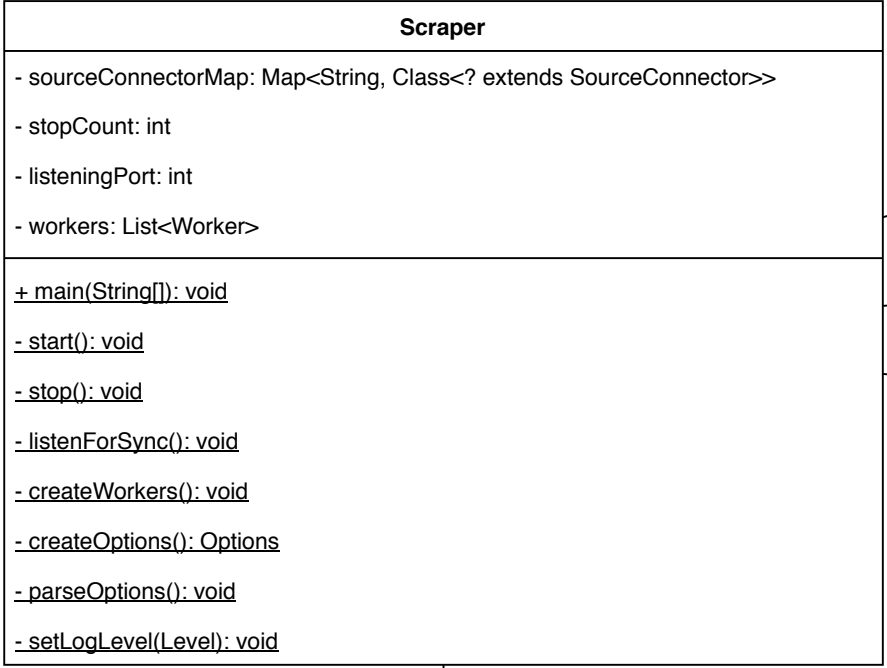 Scraper
- sourceConnectorMap: Map<String, Class<? extends SourceConnector>>
- stopCount: int
- listeningPort: int
- workers: List<Worker>
+ main(String[]): void
- start(): void
- stop(): void
- listenForSync(): void
- createWorkers(): void
- createOptions(): Options
- parseOptions(): void
- setLogLevel(Level): void